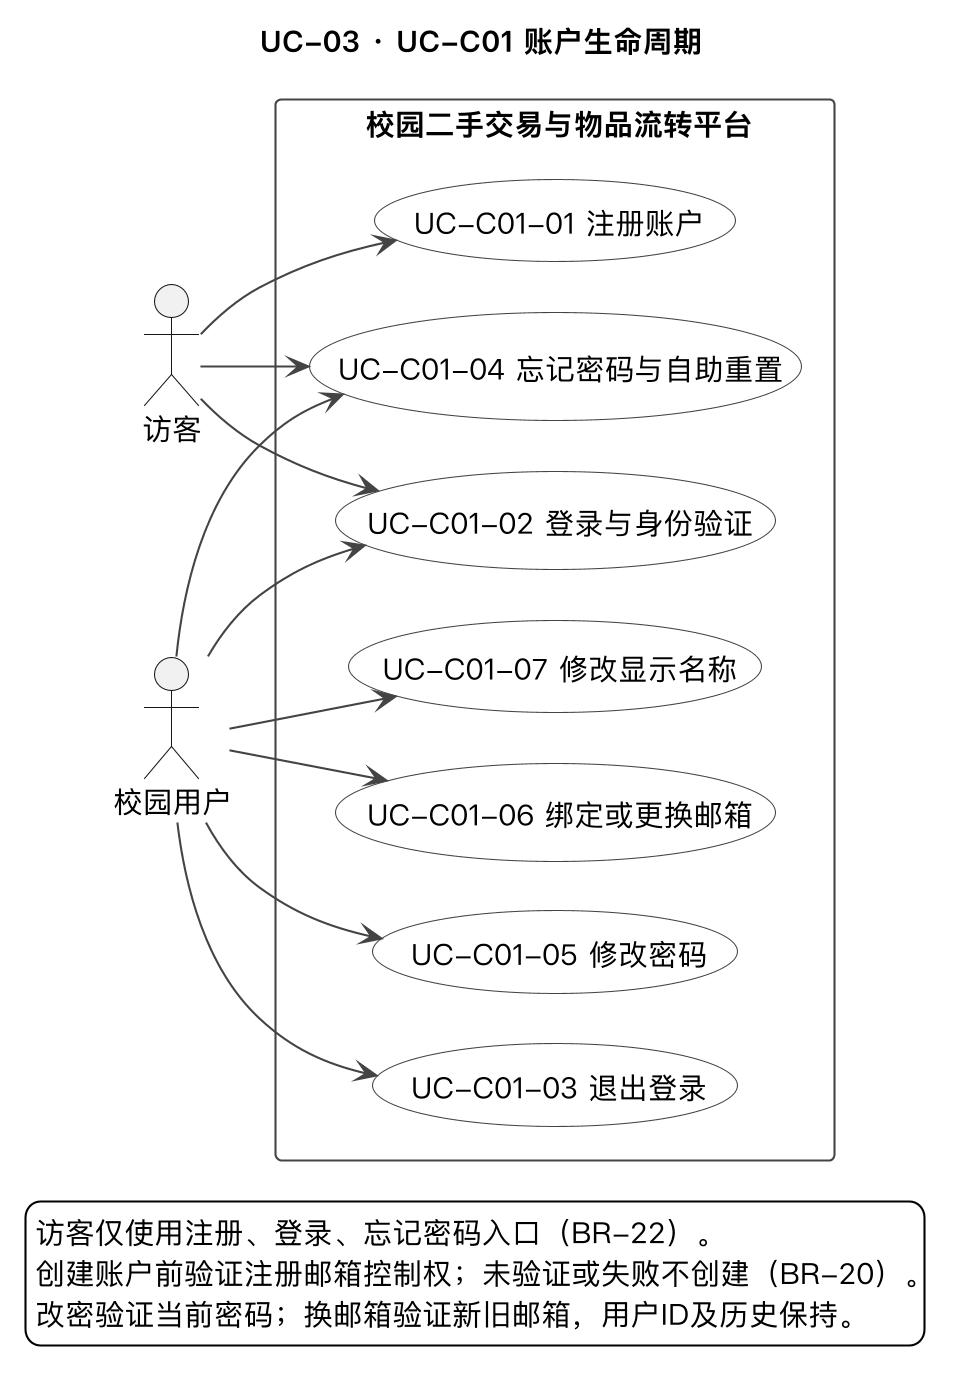 UC-03 · UC-C01 账户生命周期
校园二手交易与物品流转平台
UC-C01-01 注册账户
UC-C01-04 忘记密码与自助重置
访客
UC-C01-02 登录与身份验证
UC-C01-07 修改显示名称
校园用户
UC-C01-06 绑定或更换邮箱
UC-C01-05 修改密码
UC-C01-03 退出登录
访客仅使用注册、登录、忘记密码入口（BR-22）。
创建账户前验证注册邮箱控制权；未验证或失败不创建（BR-20）。
改密验证当前密码；换邮箱验证新旧邮箱，用户ID及历史保持。